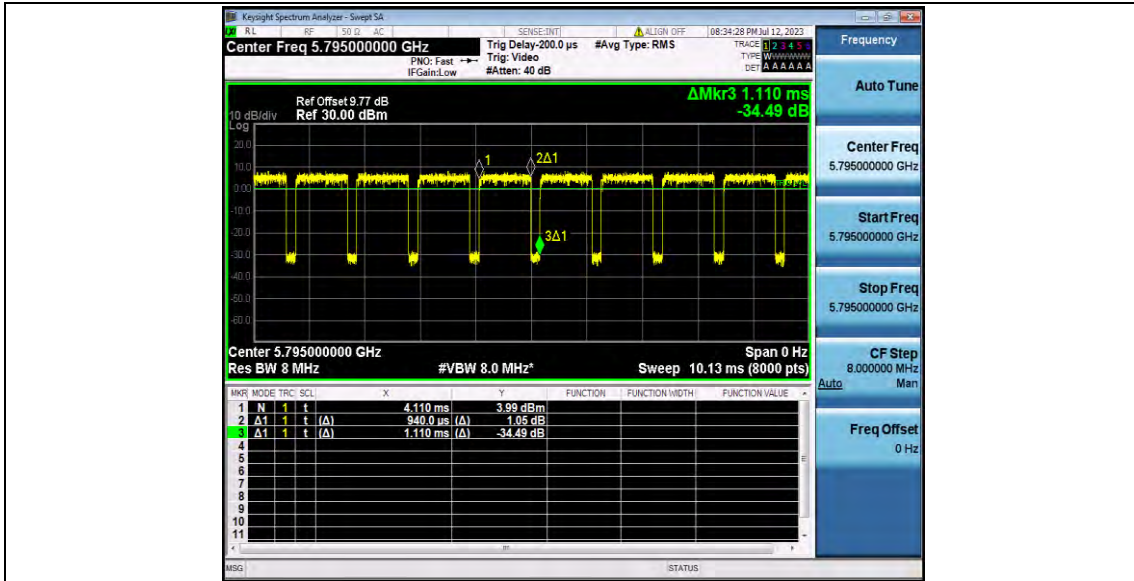 Keysight Spectrum Analyzer - Swept SA
RL RF 50 Ω AC SENSE:INT ALIGN OFF 08:34:28 PM Jul 12, 2023
Center Freq 5.795000000 GHz
PNO: Fast
IFGain:Low
Trig Delay-200.0 µs
Trig: Video
#Atten: 40 dB
#Avg Type: RMS
TRACE 1 2 3 4 5 6
TYPE W
DET A A A A A A
ΔMkr3 1.110 ms
-34.49 dB
Ref Offset 9.77 dB
10 dB/div Ref 30.00 dBm
Log
20.0
10.0
0.00
-10.0
-20.0
-30.0
-40.0
-50.0
-60.0
1
2Δ1
3Δ1
Center 5.795000000 GHz Span 0 Hz
Res BW 8 MHz #VBW 8.0 MHz* Sweep 10.13 ms (8000 pts)
MKR MODE TRC SCL X Y FUNCTION FUNCTION WIDTH FUNCTION VALUE
1 N 1 t 4.110 ms 3.99 dBm
2 Δ1 1 t (Δ) 940.0 µs (Δ) 1.05 dB
3 Δ1 1 t (Δ) 1.110 ms (Δ) -34.49 dB
4
5
6
7
8
9
10
11
MSG STATUS
Frequency
Auto Tune
Center Freq
5.795000000 GHz
Start Freq
5.795000000 GHz
Stop Freq
5.795000000 GHz
CF Step
8.000000 MHz
Auto Man
Freq Offset
0 Hz